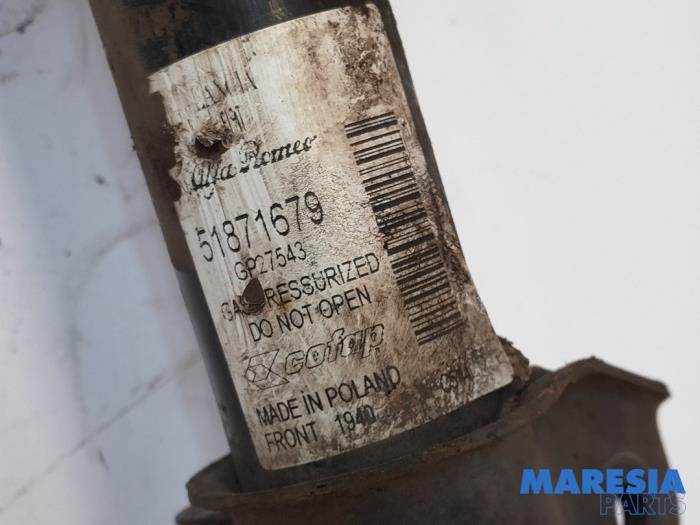 Alfa Romeo
51871679
GP27543
GAS PRESSURIZED
DO NOT OPEN
cofap
MADE IN POLAND
FRONT 1940
MARESIA
PARTS